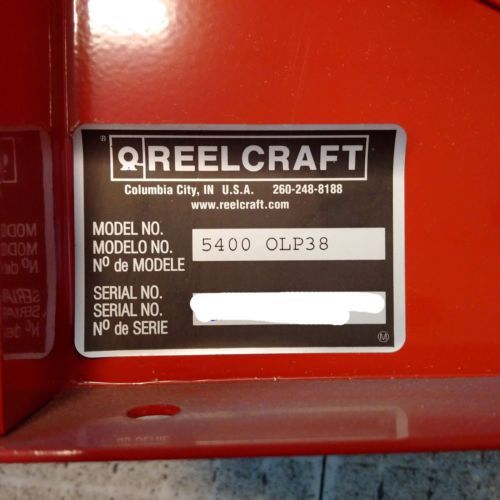 ® REELCRAFT
Columbia City, IN U.S.A. 260-248-8188
www.reelcraft.com
MODEL NO.
MODELO NO. 5400 OLP38
Nº de MODELE
SERIAL NO.
SERIAL NO.
Nº de SERIE
M